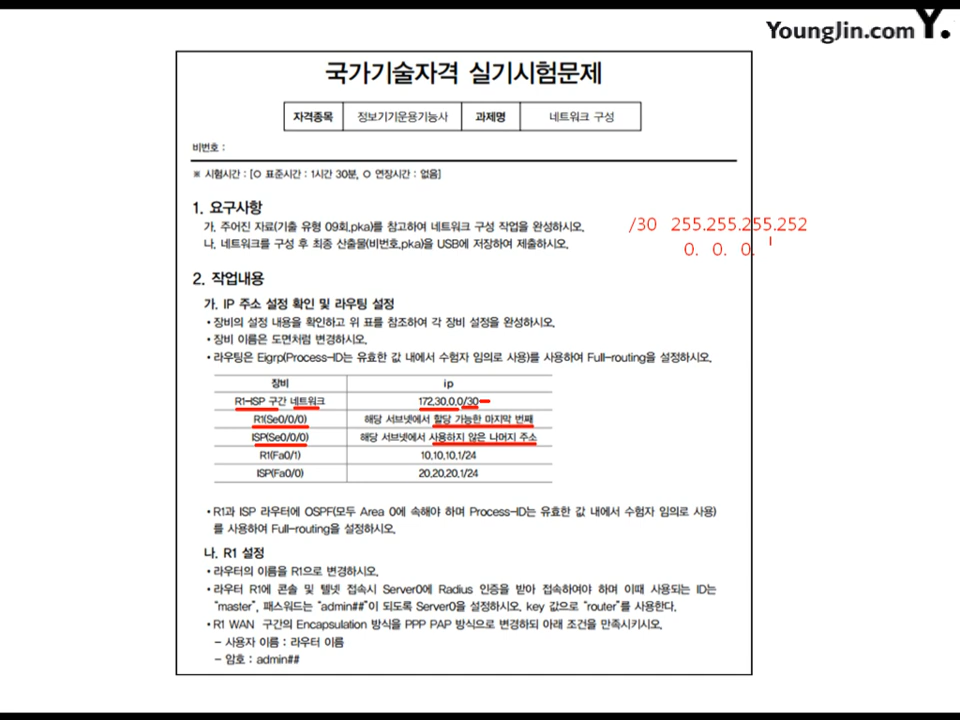 YoungJin.com Y.
국가기술자격 실기시험문제
자격종목 정보기기운용기능사 과제명 네트워크 구성
비번호 :
※ 시험시간 : [○ 표준시간 : 1시간 30분, ○ 연장시간 : 없음]
1. 요구사항
가. 주어진 자료(기출 유형 09회.pka)를 참고하여 네트워크 구성 작업을 완성하시오.
나. 네트워크를 구성 후 최종 산출물(비번호.pka)을 USB에 저장하여 제출하시오.
/30 255.255.255.252
0. 0. 0.
2. 작업내용
가. IP 주소 설정 확인 및 라우팅 설정
• 장비의 설정 내용을 확인하고 위 표를 참조하여 각 장비 설정을 완성하시오.
• 장비 이름은 도면처럼 변경하시오.
• 라우팅은 Eigrp(Process-ID는 유효한 값 내에서 수험자 임의로 사용)를 사용하여 Full-routing을 설정하시오.
장비 ip
R1-ISP 구간 네트워크 172.30.0.0/30
R1(Se0/0/0) 해당 서브넷에서 할당 가능한 마지막 번째
ISP(Se0/0/0) 해당 서브넷에서 사용하지 않은 나머지 주소
R1(Fa0/1) 10.10.10.1/24
ISP(Fa0/0) 20.20.20.1/24
• R1과 ISP 라우터에 OSPF(모두 Area 0에 속해야 하며 Process-ID는 유효한 값 내에서 수험자 임의로 사용)
를 사용하여 Full-routing을 설정하시오.
나. R1 설정
• 라우터의 이름을 R1으로 변경하시오.
• 라우터 R1에 콘솔 및 텔넷 접속시 Server0에 Radius 인증을 받아 접속하여야 하며 이때 사용되는 ID는
"master", 패스워드는 "admin##"이 되도록 Server0을 설정하시오. key 값으로 "router"를 사용한다.
• R1 WAN 구간의 Encapsulation 방식을 PPP PAP 방식으로 변경하되 아래 조건을 만족시키시오.
– 사용자 이름 : 라우터 이름
– 암호 : admin##